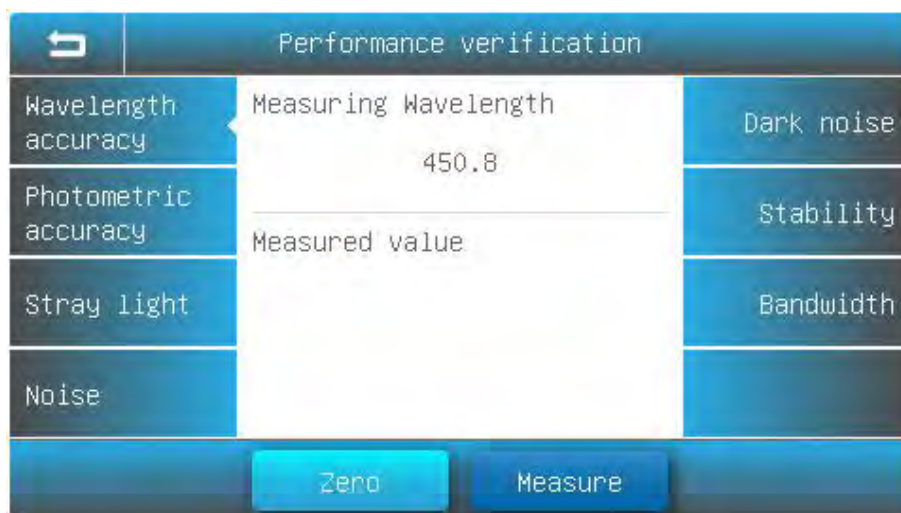 Performance verification
Wavelength
accuracy
Photometric
accuracy
Stray light
Noise
Measuring Wavelength
450.8
Measured value
Dark noise
Stability
Bandwidth
Zero
Measure